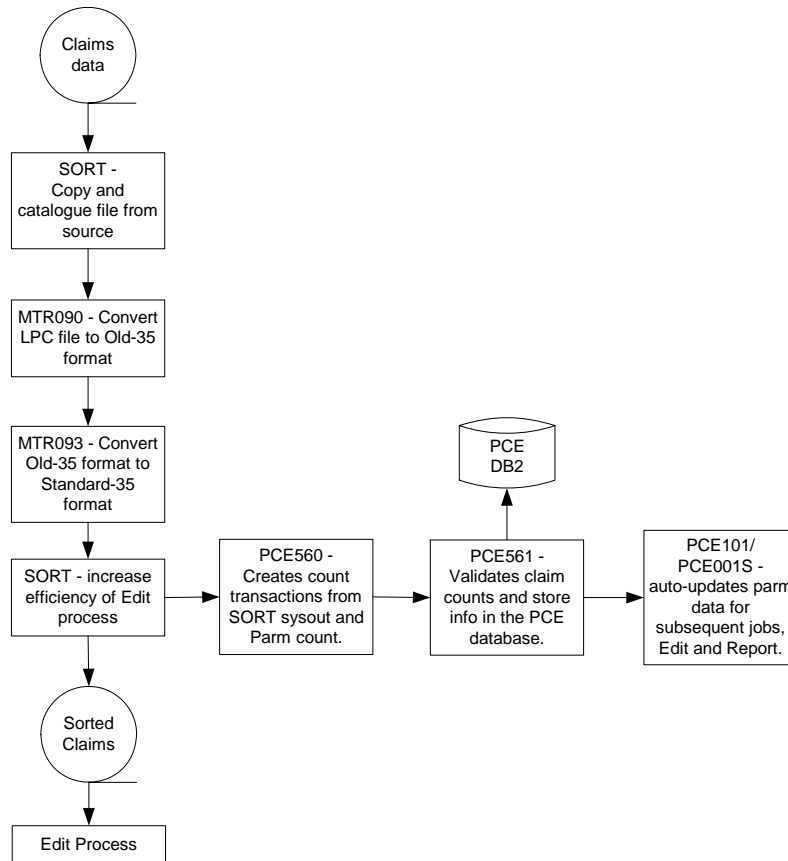 Claims
data
SORT -
Copy and
catalogue file from
source
MTR090 - Convert
LPC file to Old-35
format
MTR093 - Convert
Old-35 format to
Standard-35
format
PCE
DB2
SORT - increase
efficiency of Edit
process
PCE560 -
Creates count
transactions from
SORT sysout and
Parm count.
PCE561 -
Validates claim
counts and store
info in the PCE
database.
PCE101/
PCE001S -
auto-updates parm
data for
subsequent jobs,
Edit and Report.
Sorted
Claims
Edit Process